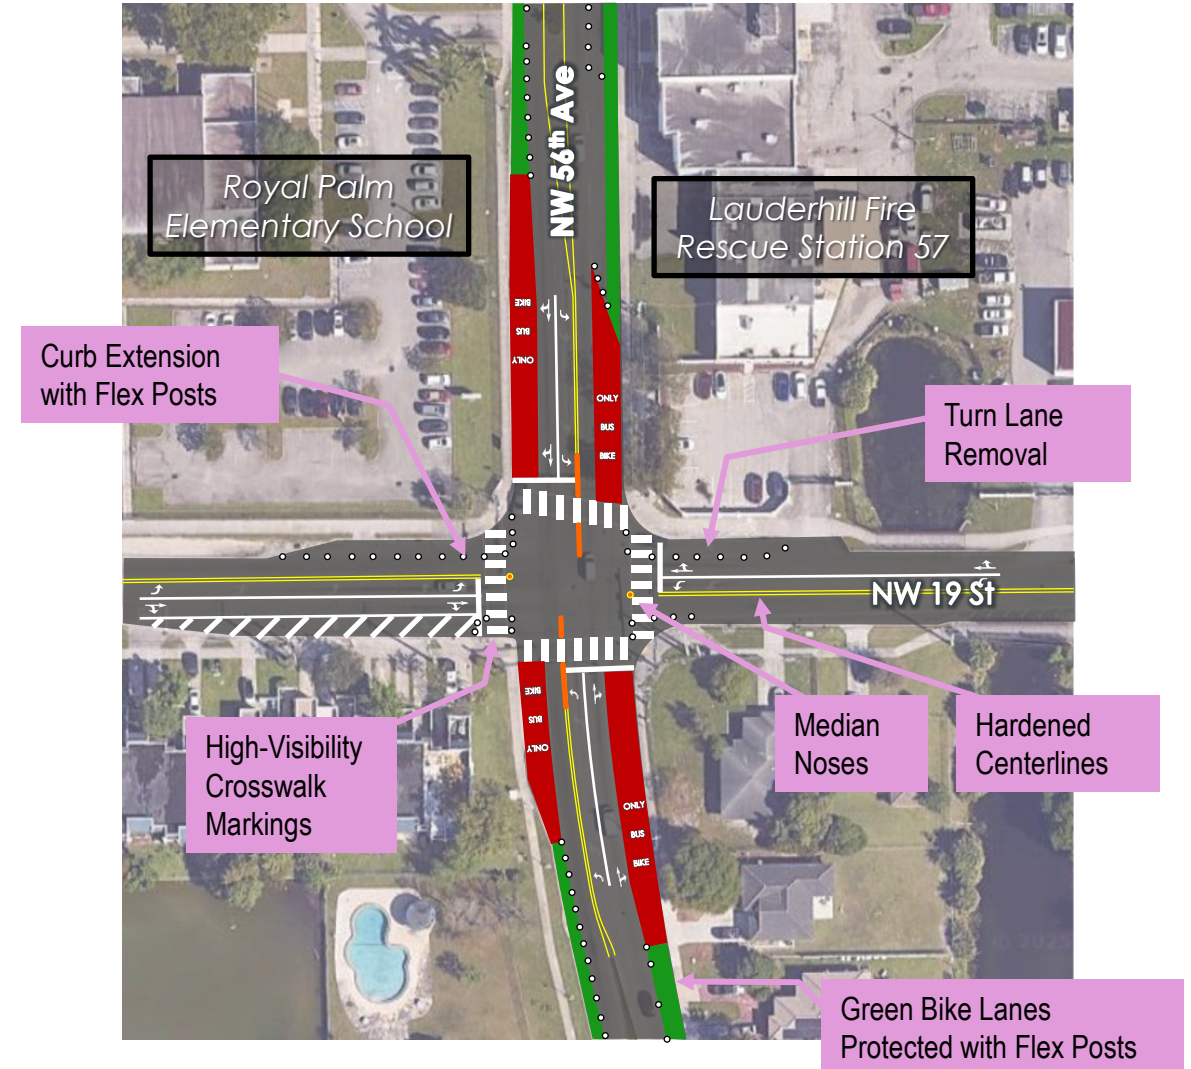 NW 56th Ave
Royal Palm
Elementary School
Lauderhill Fire
Rescue Station 57
BIKE
BUS
ONLY
Curb Extension
with Flex Posts
ONLY
BUS
BIKE
Turn Lane
Removal
NW 19 St
BIKE
BUS
ONLY
High-Visibility
Crosswalk
Markings
Median
Noses
Hardened
Centerlines
ONLY
BUS
BIKE
Green Bike Lanes
Protected with Flex Posts